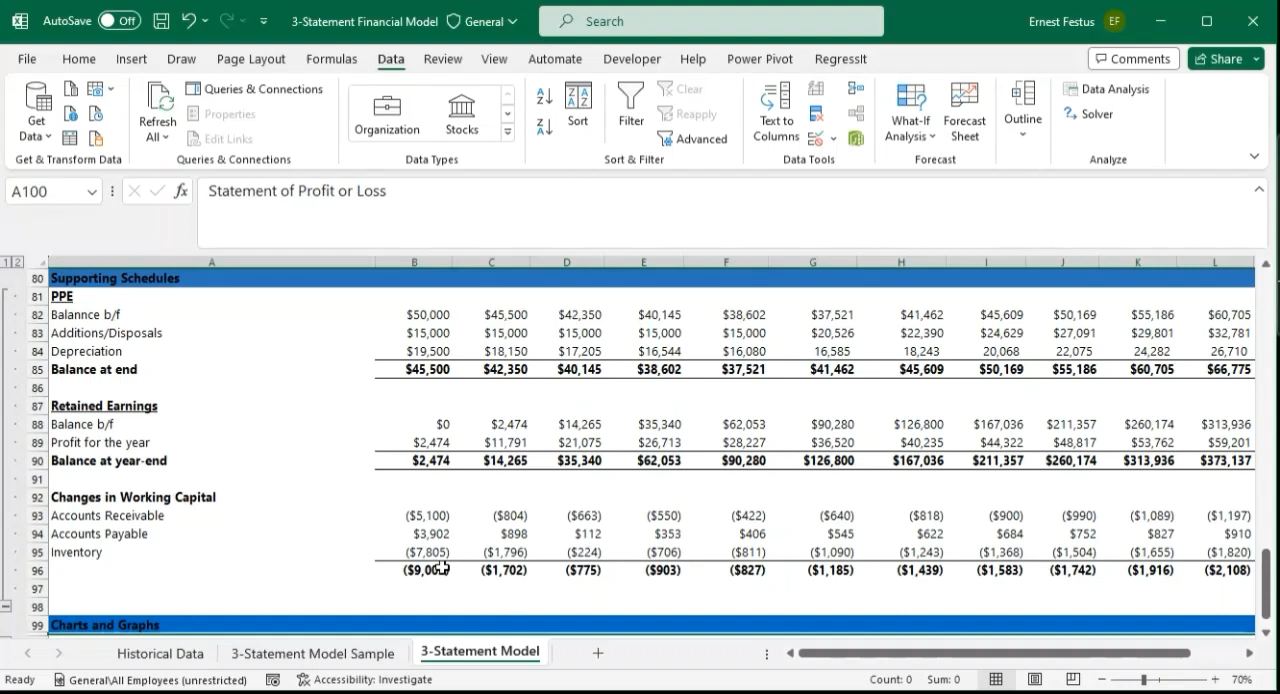 AutoSave Off 3-Statement Financial Model General Search Ernest Festus EF
File Home Insert Draw Page Layout Formulas Data Review View Automate Developer Help Power Pivot RegressIt Comments Share
Get Data
Refresh All
Queries & Connections
Properties
Edit Links
Organization
Stocks
Sort
Filter
Clear
Reapply
Advanced
Text to Columns
What-If Analysis
Forecast Sheet
Outline
Data Analysis
Solver
Get & Transform Data Queries & Connections Data Types Sort & Filter Data Tools Forecast Analyze
A100 fx Statement of Profit or Loss
1 2 A B C D E F G H I J K L
80 Supporting Schedules
81 PPE
82 Balannce b/f $50,000 $45,500 $42,350 $40,145 $38,602 $37,521 $41,462 $45,609 $50,169 $55,186 $60,705
83 Additions/Disposals $15,000 $15,000 $15,000 $15,000 $15,000 $20,526 $22,390 $24,629 $27,091 $29,801 $32,781
84 Depreciation $19,500 $18,150 $17,205 $16,544 $16,080 16,585 18,243 20,068 22,075 24,282 26,710
85 Balance at end $45,500 $42,350 $40,145 $38,602 $37,521 $41,462 $45,609 $50,169 $55,186 $60,705 $66,775
86
87 Retained Earnings
88 Balance b/f $0 $2,474 $14,265 $35,340 $62,053 $90,280 $126,800 $167,036 $211,357 $260,174 $313,936
89 Profit for the year $2,474 $11,791 $21,075 $26,713 $28,227 $36,520 $40,235 $44,322 $48,817 $53,762 $59,201
90 Balance at year-end $2,474 $14,265 $35,340 $62,053 $90,280 $126,800 $167,036 $211,357 $260,174 $313,936 $373,137
91
92 Changes in Working Capital
93 Accounts Receivable ($5,100) ($804) ($663) ($550) ($422) ($640) ($818) ($900) ($990) ($1,089) ($1,197)
94 Accounts Payable $3,902 $898 $112 $353 $406 $545 $622 $684 $752 $827 $910
95 Inventory ($7,805) ($1,796) ($224) ($706) ($811) ($1,090) ($1,243) ($1,368) ($1,504) ($1,655) ($1,820)
96 ($1,702) ($775) ($903) ($827) ($1,185) ($1,439) ($1,583) ($1,742) ($1,916) ($2,108)
97
98
99 Charts and Graphs
Historical Data 3-Statement Model Sample 3-Statement Model
Ready General\All Employees (unrestricted) Accessibility: Investigate Count: 0 Sum: 0 70%